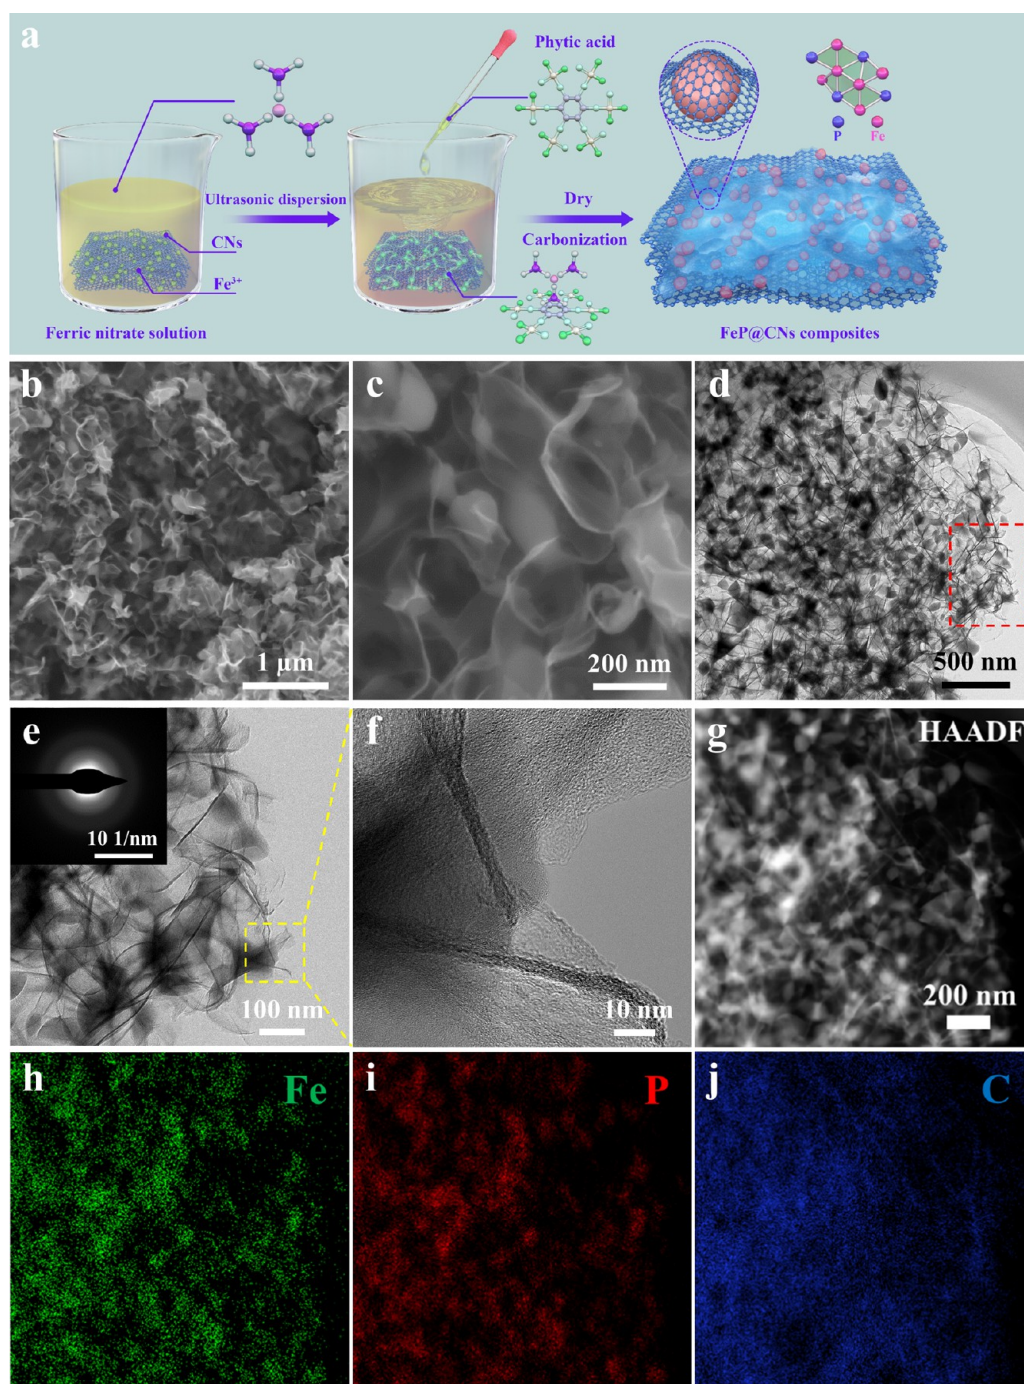 a
Phytic acid
P
Fe
Ultrasonic dispersion
Dry
CNs
Carbonization
Fe³⁺
Ferric nitrate solution
FeP@CNs composites
b
1 μm
c
200 nm
d
500 nm
e
10 1/nm
100 nm
f
10 nm
g
HAADF
200 nm
h
Fe
i
P
j
C